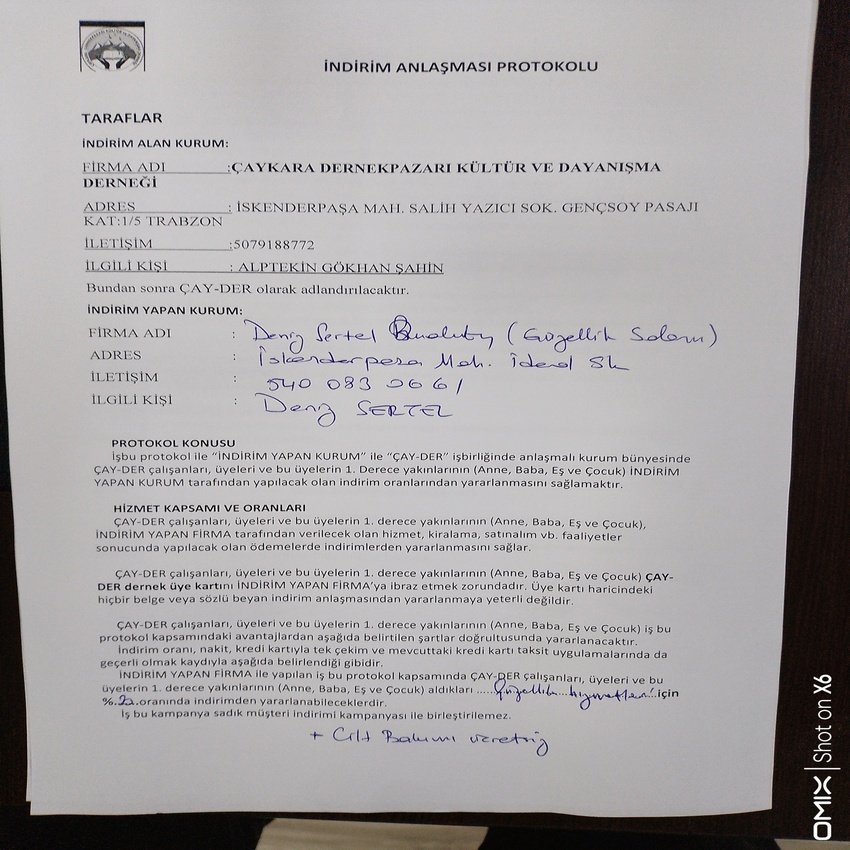 İNDİRİM ANLAŞMASI PROTOKOLU
TARAFLAR
İNDİRİM ALAN KURUM:
FİRMA ADI :ÇAYKARA DERNEKPAZARI KÜLTÜR VE DAYANIŞMA
DERNEĞİ
ADRES : İSKENDERPAŞA MAH. SALİH YAZICI SOK. GENÇSOY PASAJI
KAT:1/5 TRABZON
İLETİŞİM :5079188772
İLGİLİ KİŞİ : ALPTEKİN GÖKHAN ŞAHİN
Bundan sonra ÇAY-DER olarak adlandırılacaktır.
İNDİRİM YAPAN KURUM:
FİRMA ADI : Deniz Sertel (Güzellik Salonu)
ADRES : İskenderpaşa Mah. İdeal Sk
İLETİŞİM : 540 083 0661
İLGİLİ KİŞİ : Deniz SERTEL
PROTOKOL KONUSU
İşbu protokol ile “İNDİRİM YAPAN KURUM” ile “ÇAY-DER” işbirliğinde anlaşmalı kurum bünyesinde
ÇAY-DER çalışanları, üyeleri ve bu üyelerinin 1. Derece yakınlarının (Anne, Baba, Eş ve Çocuk) İNDİRİM
YAPAN KURUM tarafından yapılacak olan indirim oranlarından yararlanmasını sağlamaktır.
HİZMET KAPSAMI VE ORANLARI
ÇAY-DER çalışanları, üyeleri ve bu üyelerin 1. derece yakınlarının (Anne, Baba, Eş ve Çocuk),
İNDİRİM YAPAN FİRMA tarafından verilecek olan hizmet, kiralama, satınalım vb. faaliyetler
sonucunda yapılacak olan ödemelerde indirimlerden yararlanmasını sağlar.
ÇAY-DER çalışanları, üyeleri ve bu üyelerin 1. derece yakınlarının (Anne, Baba, Eş ve Çocuk) ÇAY-
DER dernek üye kartını İNDİRİM YAPAN FİRMA’ya ibraz etmek zorundadır. Üye kartı haricindeki
hiçbir belge veya sözlü beyan indirim anlaşmasından yararlanmaya yeterli değildir.
ÇAY-DER çalışanları, üyeleri ve bu üyelerin 1. derece yakınlarının (Anne, Baba, Eş ve Çocuk) iş bu
protokol kapsamındaki avantajlardan aşağıda belirtilen şartlar doğrultusunda yararlanacaktır.
İndirim oranı, nakit, kredi kartıyla tek çekim ve mevcuttaki kredi kartı taksit uygulamalarında da
geçerli olmak kaydıyla aşağıda belirlendiği gibidir.
İNDİRİM YAPAN FİRMA ile yapılan iş bu protokol kapsamında ÇAY-DER çalışanları, üyeleri ve bu
üyelerinin 1. derece yakınlarının (Anne, Baba, Eş ve Çocuk) aldıkları .....Güzellik...hizmetleri...için
%. .oranında indirimden yararlanabileceklerdir.
İş bu kampanya sadık müşteri indirimi kampanyası ile birleştirilemez.
+ Cilt Bakımı ücretsiz
OMIX | Shot on X6